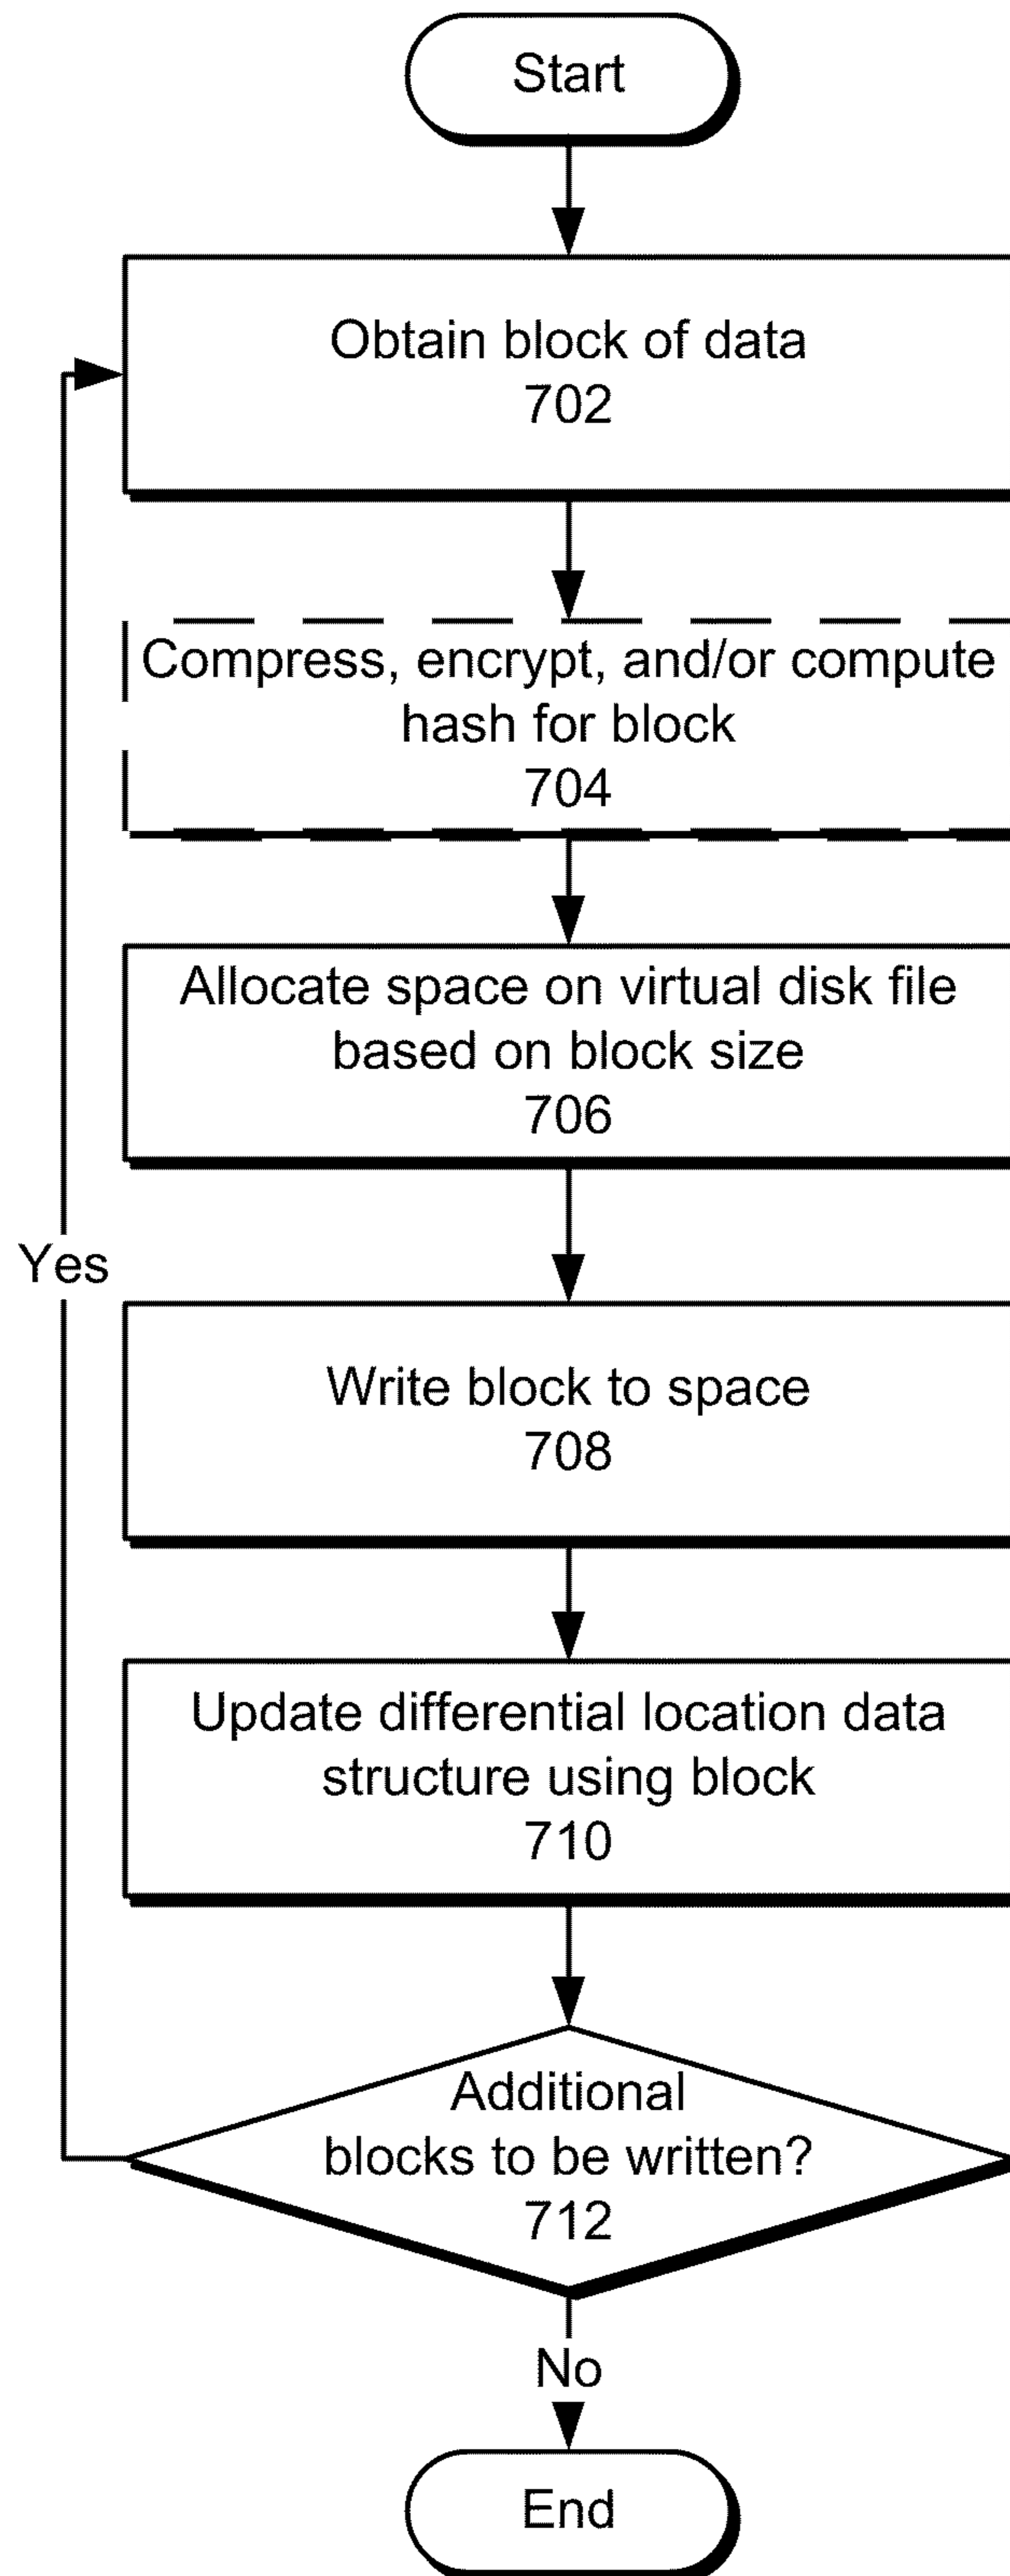 Start
Obtain block of data
702
Compress, encrypt, and/or compute
hash for block
704
Allocate space on virtual disk file
based on block size
706
Yes
Write block to space
708
Update differential location data
structure using block
710
Additional
blocks to be written?
712
No
End